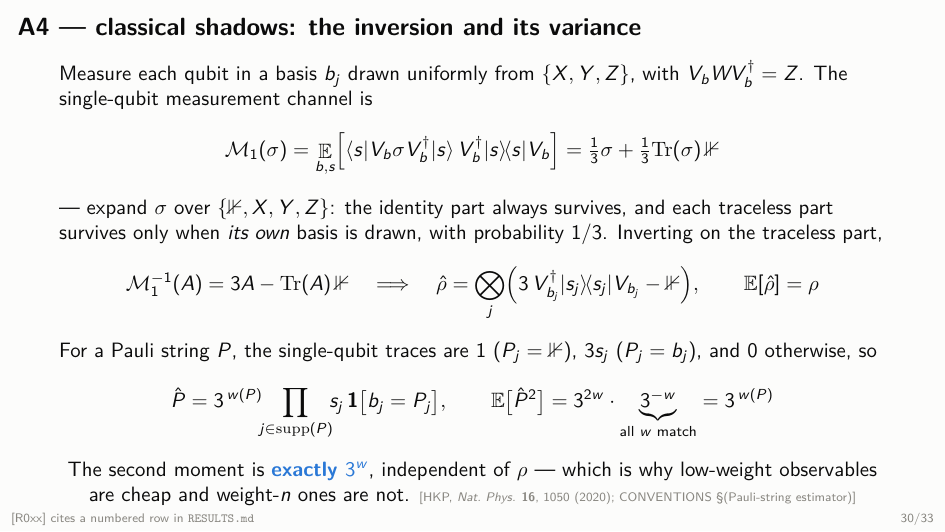 A4 — classical shadows: the inversion and its variance
Measure each qubit in a basis b_j drawn uniformly from {X, Y, Z}, with V_b W V_b^† = Z. The
single-qubit measurement channel is
M_1(σ) = 𝔼_{b,s}[⟨s|V_b σ V_b^†|s⟩ V_b^†|s⟩⟨s|V_b] = 1/3 σ + 1/3 Tr(σ)⊮
— expand σ over {⊮, X, Y, Z}: the identity part always survives, and each traceless part
survives only when its own basis is drawn, with probability 1/3. Inverting on the traceless part,
M_1^{-1}(A) = 3A − Tr(A)⊮ ⟹ ρ̂ = ⨂_j (3 V_{b_j}^†|s_j⟩⟨s_j|V_{b_j} − ⊮), 𝔼[ρ̂] = ρ
For a Pauli string P, the single-qubit traces are 1 (P_j = ⊮), 3s_j (P_j = b_j), and 0 otherwise, so
P̂ = 3^{w(P)} ∏_{j∈supp(P)} s_j 𝟏[b_j = P_j], 𝔼[P̂²] = 3^{2w} · 3^{−w} = 3^{w(P)}
all w match
The second moment is exactly 3^w, independent of ρ — which is why low-weight observables
are cheap and weight-n ones are not. [HKP, Nat. Phys. 16, 1050 (2020); CONVENTIONS §(Pauli-string estimator)]
[R0xx] cites a numbered row in RESULTS.md
30/33